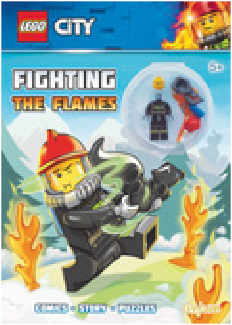 LEGO CITY
5+
FIGHTING
THE FLAMES
COMICS • STORY • PUZZLES